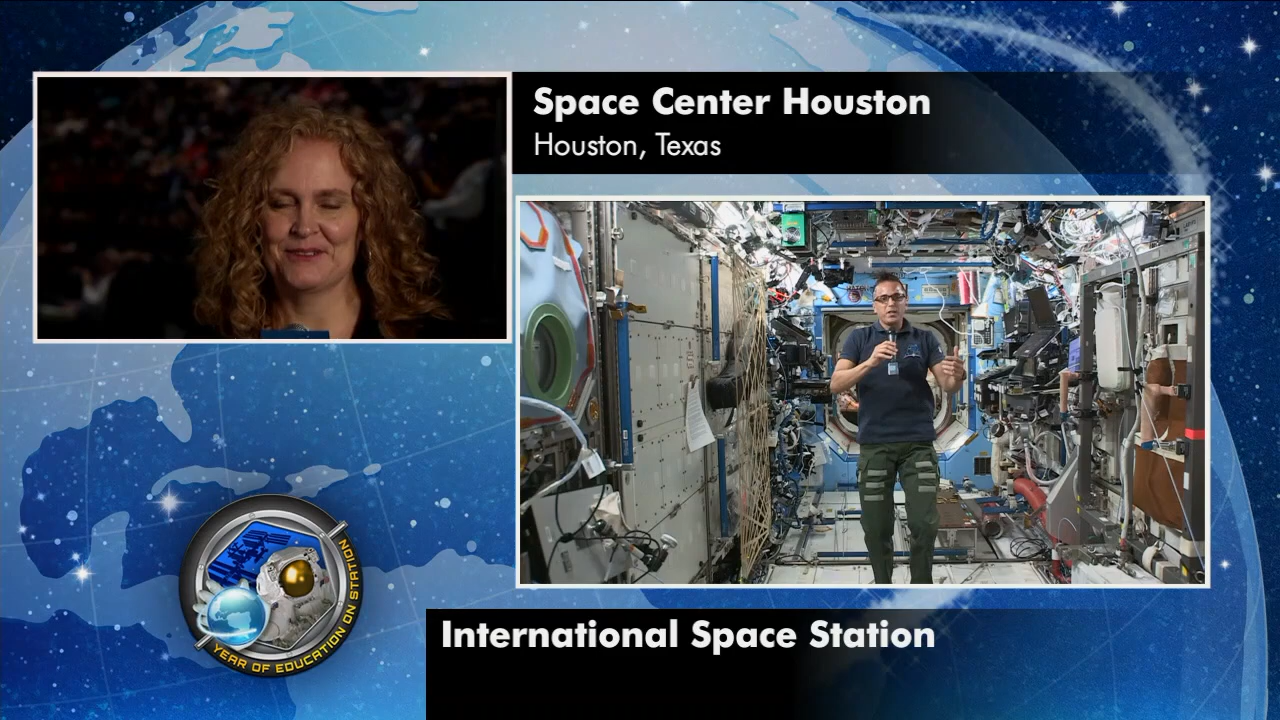 Space Center Houston
Houston, Texas
International Space Station
YEAR OF EDUCATION ON STATION